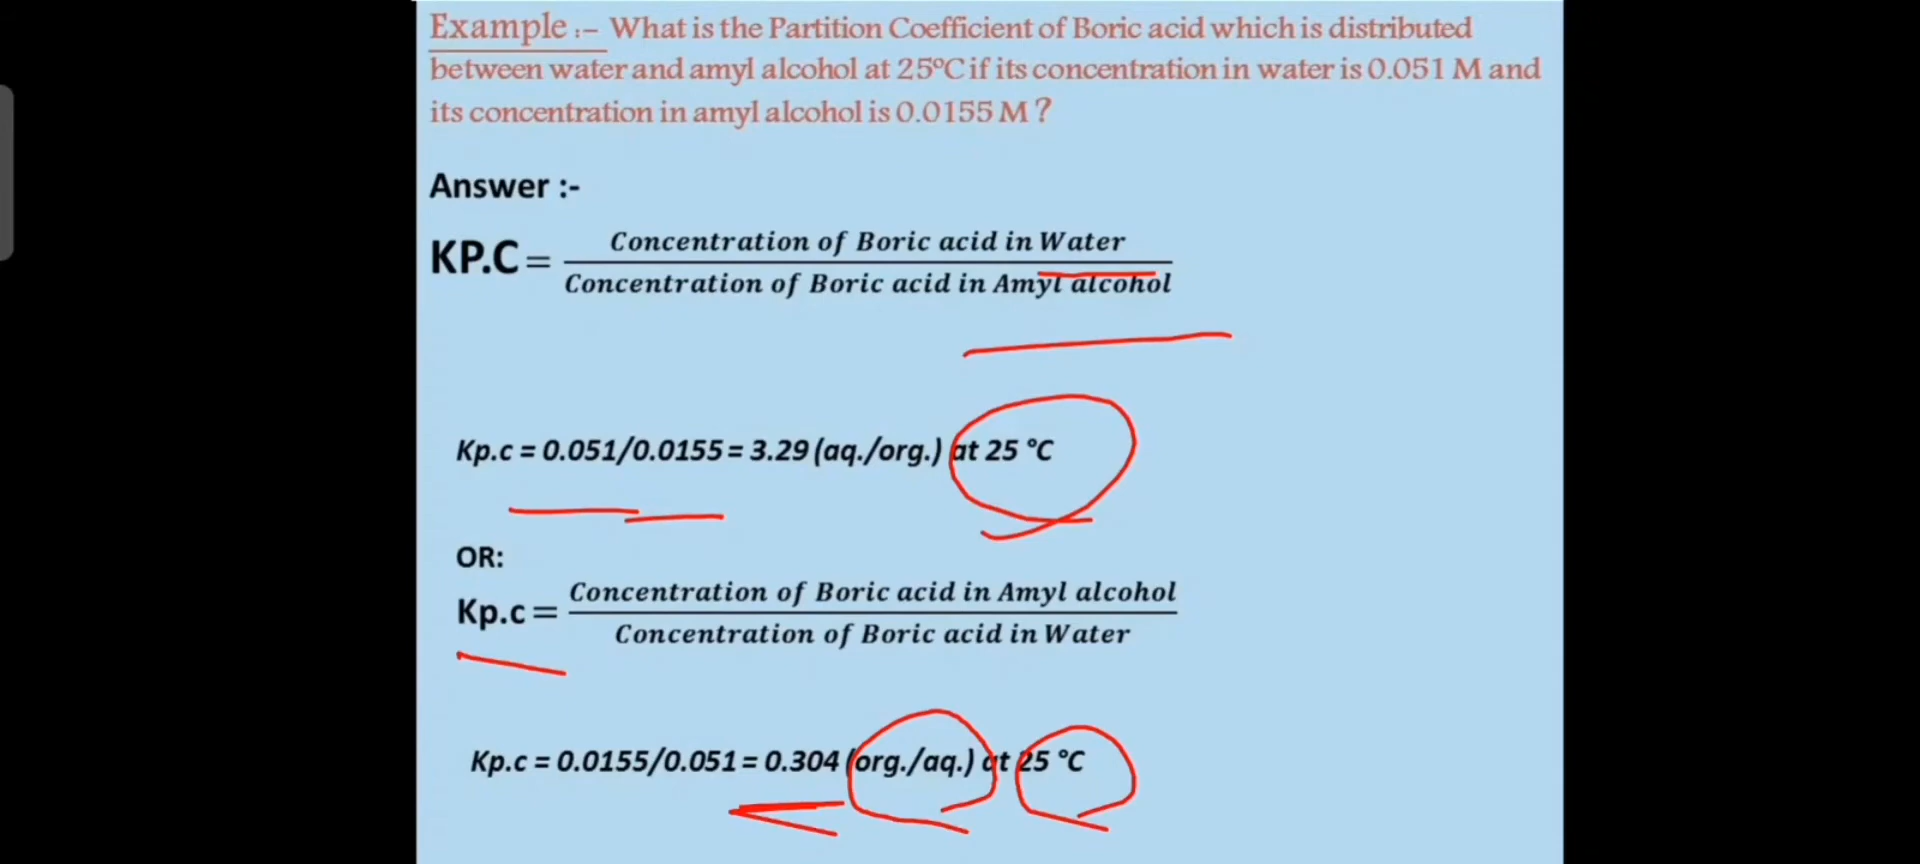 Example :- What is the Partition Coefficient of Boric acid which is distributed
between water and amyl alcohol at 25°C if its concentration in water is 0.051 M and
its concentration in amyl alcohol is 0.0155 M ?
Answer :-
KP.C = Concentration of Boric acid in Water
Concentration of Boric acid in Amyl alcohol
Kp.c = 0.051/0.0155 = 3.29 (aq./org.) at 25 °C
OR:
Kp.c = Concentration of Boric acid in Amyl alcohol
Concentration of Boric acid in Water
Kp.c = 0.0155/0.051 = 0.304 (org./aq.) at 25 °C